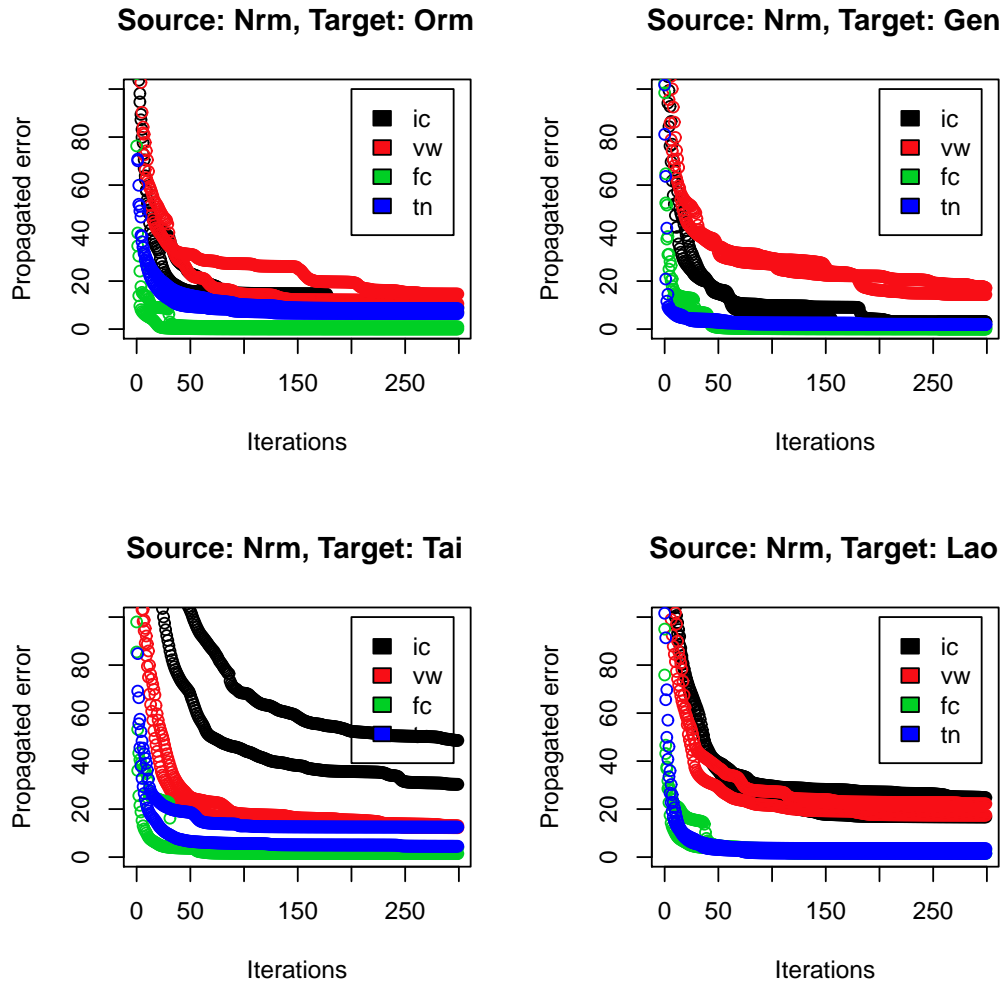 Source: Nrm, Target: Orm
Propagated error
0 20 40 60 80
0 50 150 250
Iterations
ic
vw
fc
tn
Source: Nrm, Target: Gen
Propagated error
0 20 40 60 80
0 50 150 250
Iterations
ic
vw
fc
tn
Source: Nrm, Target: Tai
Propagated error
0 20 40 60 80
0 50 150 250
Iterations
ic
vw
fc
Source: Nrm, Target: Lao
Propagated error
0 20 40 60 80
0 50 150 250
Iterations
ic
vw
fc
tn